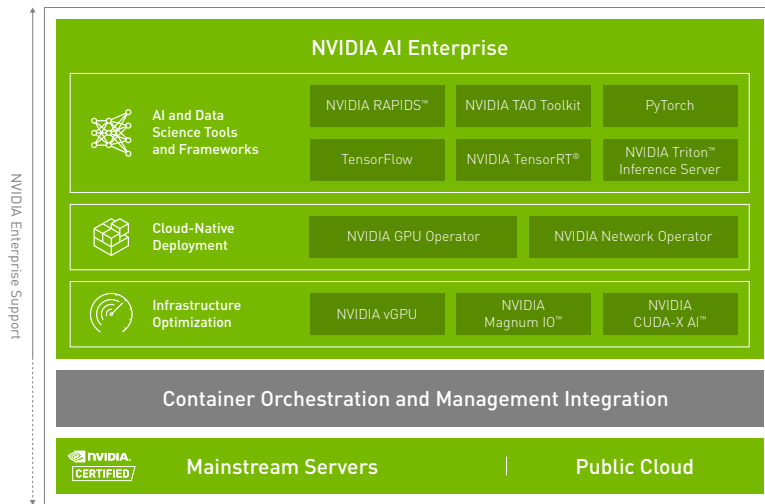 NVIDIA Enterprise Support
NVIDIA AI Enterprise
AI and Data
Science Tools
and Frameworks
NVIDIA RAPIDS™
NVIDIA TAO Toolkit
PyTorch
TensorFlow
NVIDIA TensorRT®
NVIDIA Triton™
Inference Server
Cloud-Native
Deployment
NVIDIA GPU Operator
NVIDIA Network Operator
Infrastructure
Optimization
NVIDIA vGPU
NVIDIA
Magnum IO™
NVIDIA
CUDA-X AI™
Container Orchestration and Management Integration
NVIDIA.
CERTIFIED
Mainstream Servers
Public Cloud